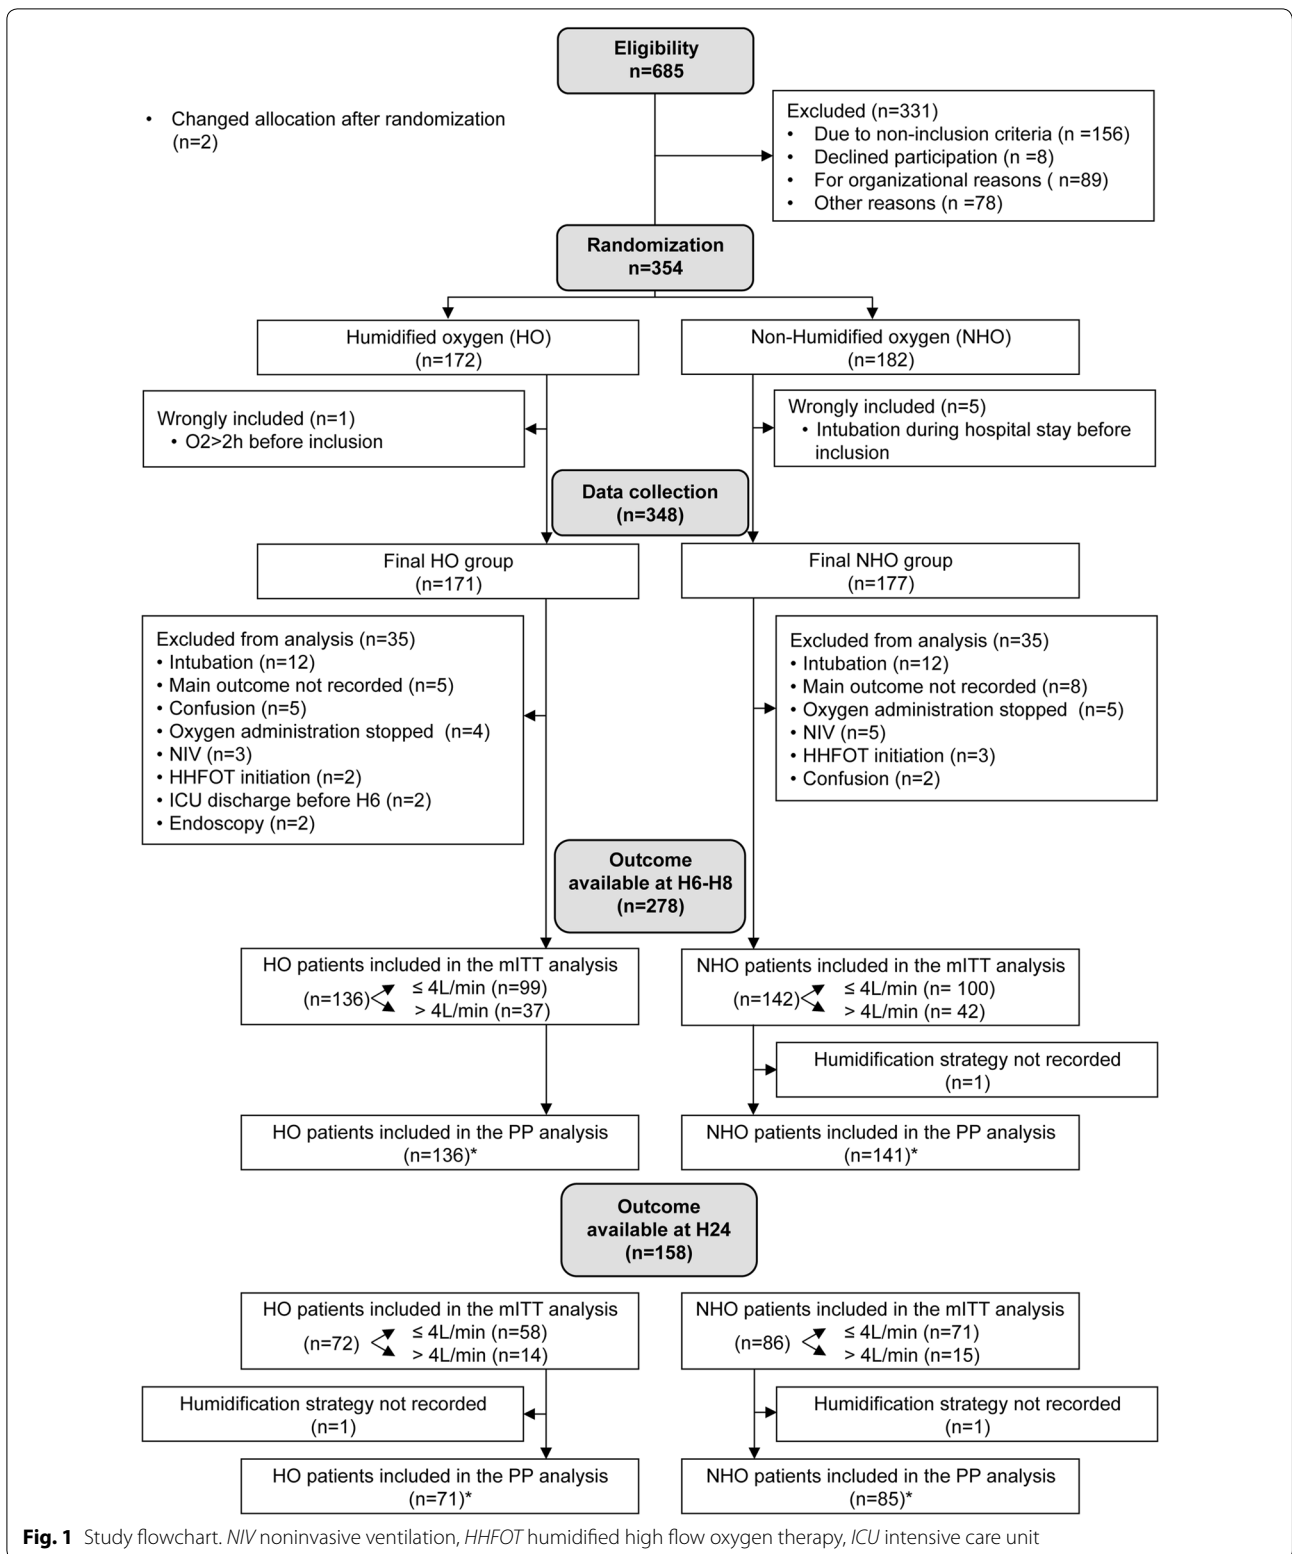 Eligibility
n=685
• Changed allocation after randomization
(n=2)
Excluded (n=331)
• Due to non-inclusion criteria (n =156)
• Declined participation (n =8)
• For organizational reasons ( n=89)
• Other reasons (n =78)
Randomization
n=354
Humidified oxygen (HO)
(n=172)
Non-Humidified oxygen (NHO)
(n=182)
Wrongly included (n=1)
• O2>2h before inclusion
Wrongly included (n=5)
• Intubation during hospital stay before
inclusion
Data collection
(n=348)
Final HO group
(n=171)
Final NHO group
(n=177)
Excluded from analysis (n=35)
• Intubation (n=12)
• Main outcome not recorded (n=5)
• Confusion (n=5)
• Oxygen administration stopped (n=4)
• NIV (n=3)
• HHFOT initiation (n=2)
• ICU discharge before H6 (n=2)
• Endoscopy (n=2)
Excluded from analysis (n=35)
• Intubation (n=12)
• Main outcome not recorded (n=8)
• Oxygen administration stopped (n=5)
• NIV (n=5)
• HHFOT initiation (n=3)
• Confusion (n=2)
Outcome
available at H6-H8
(n=278)
HO patients included in the mITT analysis
(n=136)
≤ 4L/min (n=99)
> 4L/min (n=37)
NHO patients included in the mITT analysis
(n=142)
≤ 4L/min (n= 100)
> 4L/min (n= 42)
Humidification strategy not recorded
(n=1)
HO patients included in the PP analysis
(n=136)*
NHO patients included in the PP analysis
(n=141)*
Outcome
available at H24
(n=158)
HO patients included in the mITT analysis
(n=72)
≤ 4L/min (n=58)
> 4L/min (n=14)
NHO patients included in the mITT analysis
(n=86)
≤ 4L/min (n=71)
> 4L/min (n=15)
Humidification strategy not recorded
(n=1)
Humidification strategy not recorded
(n=1)
HO patients included in the PP analysis
(n=71)*
NHO patients included in the PP analysis
(n=85)*
Fig. 1 Study flowchart. NIV noninvasive ventilation, HHFOT humidified high flow oxygen therapy, ICU intensive care unit